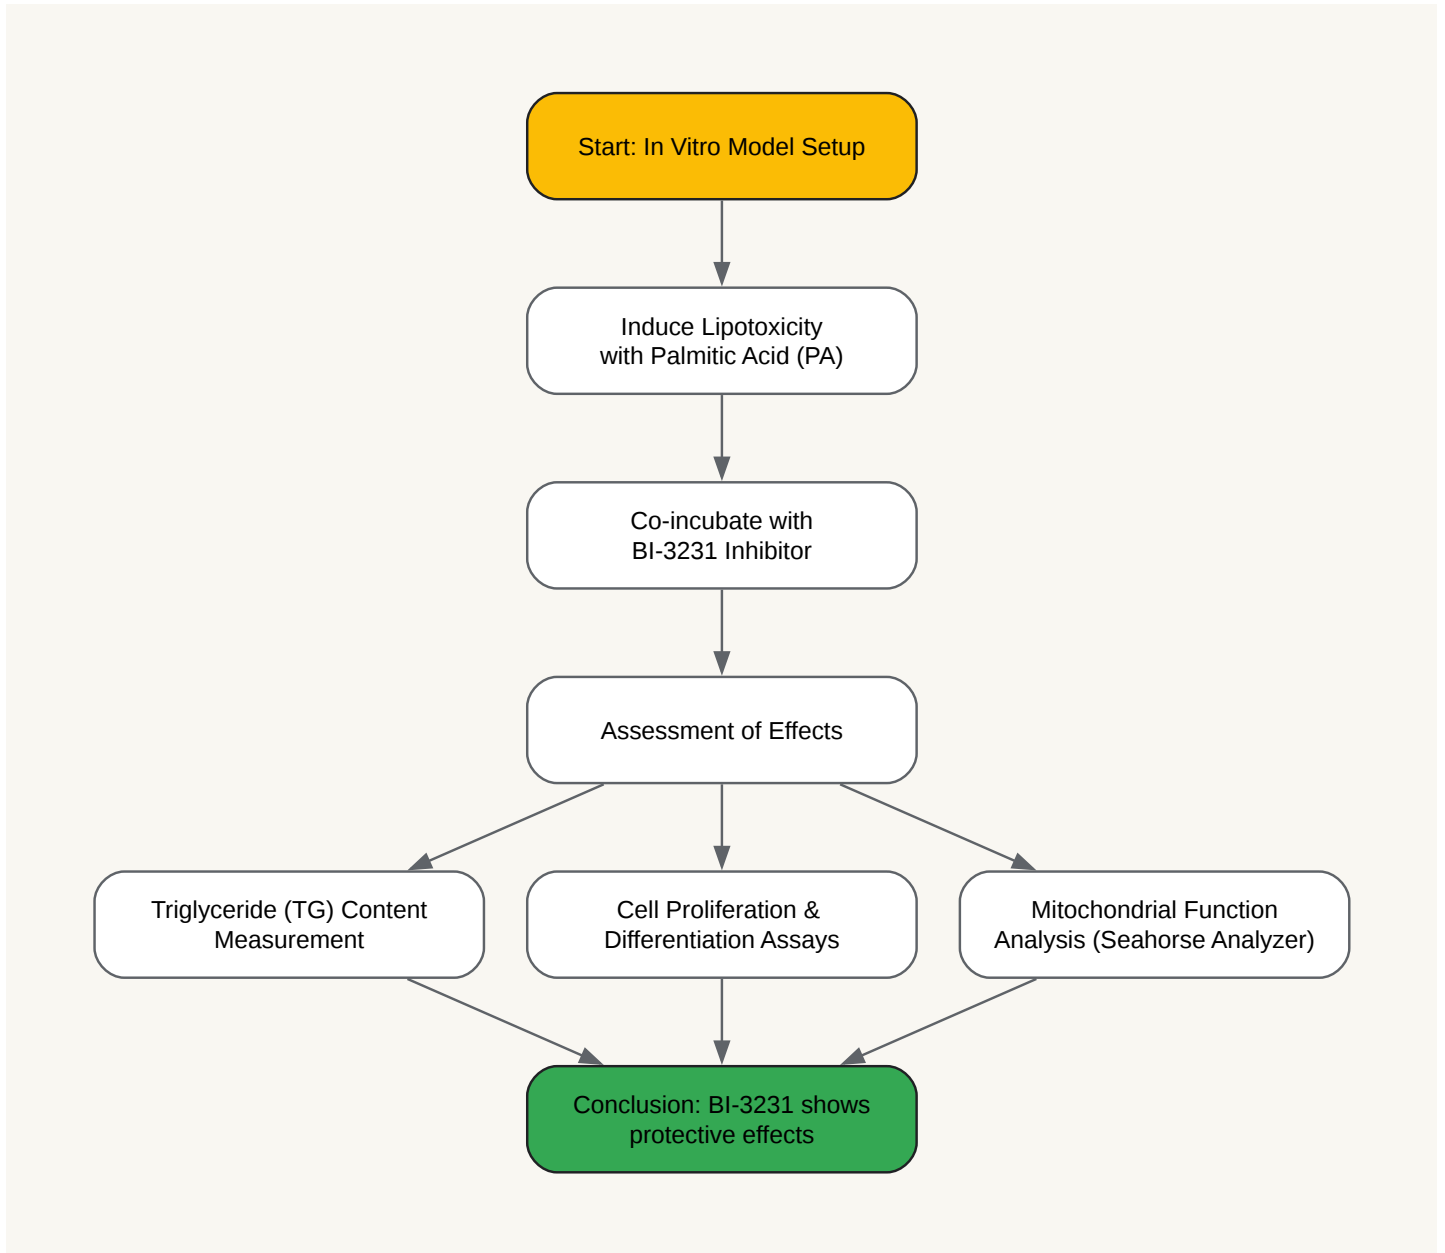 Start: In Vitro Model Setup
Induce Lipotoxicity
with Palmitic Acid (PA)
Co-incubate with
BI-3231 Inhibitor
Assessment of Effects
Triglyceride (TG) Content
Measurement
Cell Proliferation &
Differentiation Assays
Mitochondrial Function
Analysis (Seahorse Analyzer)
Conclusion: BI-3231 shows
protective effects